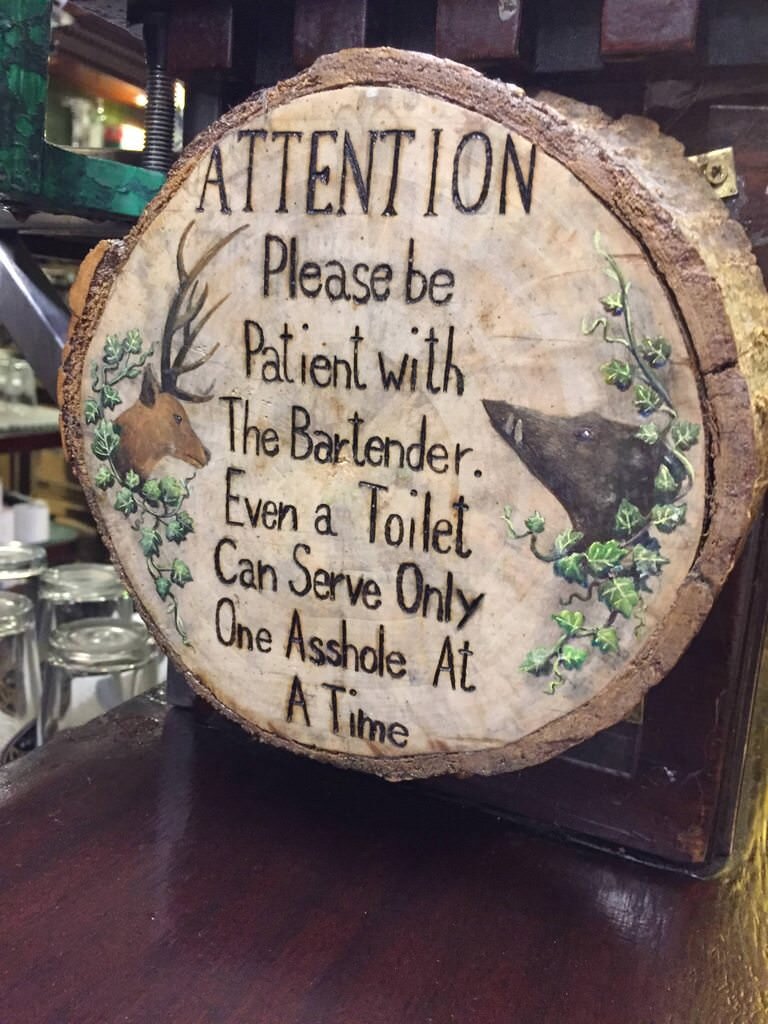 ATTENTION
Please be
Patient with
The Bartender.
Even a Toilet
Can Serve Only
One Asshole At
A Time